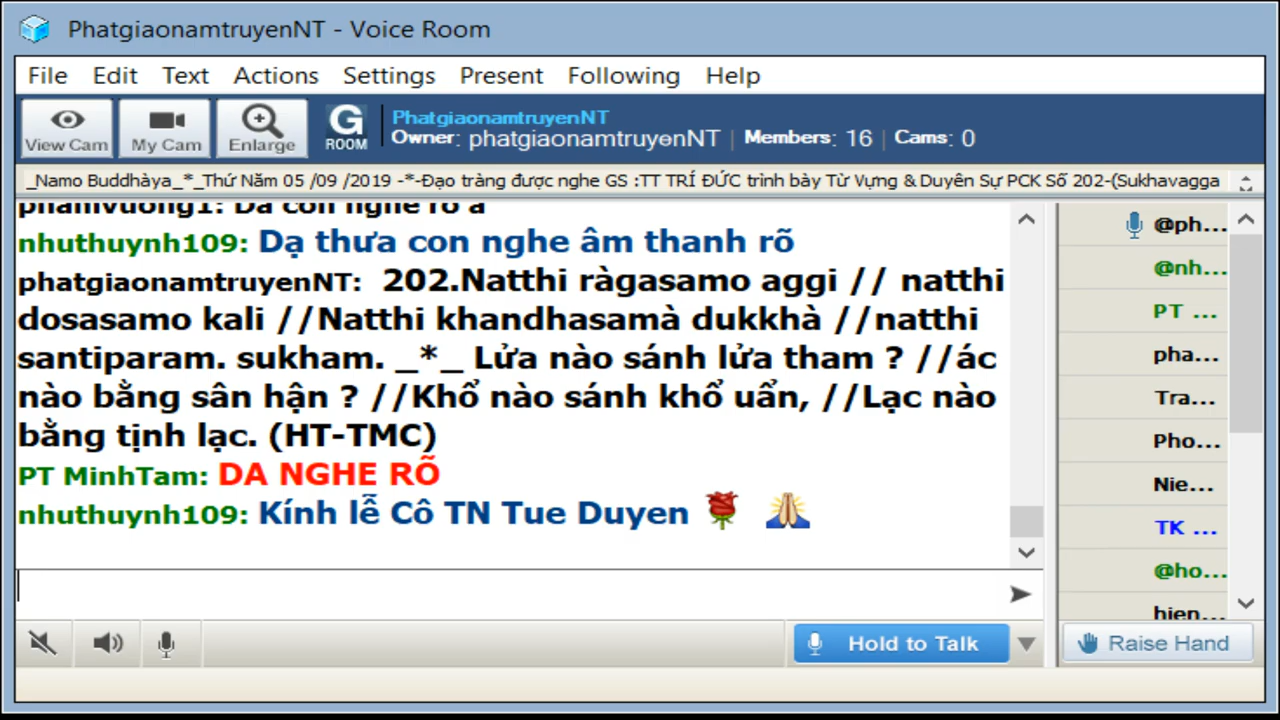 PhatgiaonamtruyenNT - Voice Room
File Edit Text Actions Settings Present Following Help
View Cam My Cam Enlarge G ROOM
PhatgiaonamtruyenNT
Owner: phatgiaonamtruyenNT | Members: 16 | Cams: 0
_Namo Buddhàya_*_Thứ Năm 05 /09 /2019 -*-Đạo tràng được nghe GS :TT TRÍ ĐỨC trình bày Từ Vựng & Duyên Sự PCK Số 202-(Sukhavagga
phamvuong1: Dạ con nghe rõ ạ
nhuthuynh109: Dạ thưa con nghe âm thanh rõ
phatgiaonamtruyenNT: 202.Natthi ràgasamo aggi // natthi
dosasamo kali //Natthi khandhasamà dukkhà //natthi
santiparam. sukham. _*_ Lửa nào sánh lửa tham ? //ác
nào bằng sân hận ? //Khổ nào sánh khổ uẩn, //Lạc nào
bằng tịnh lạc. (HT-TMC)
PT MinhTam: DA NGHE RÕ
nhuthuynh109: Kính lễ Cô TN Tue Duyen
@ph...
@nh...
PT ...
pha...
Tra...
Pho...
Nie...
TK ...
@ho...
hien...
Hold to Talk
Raise Hand